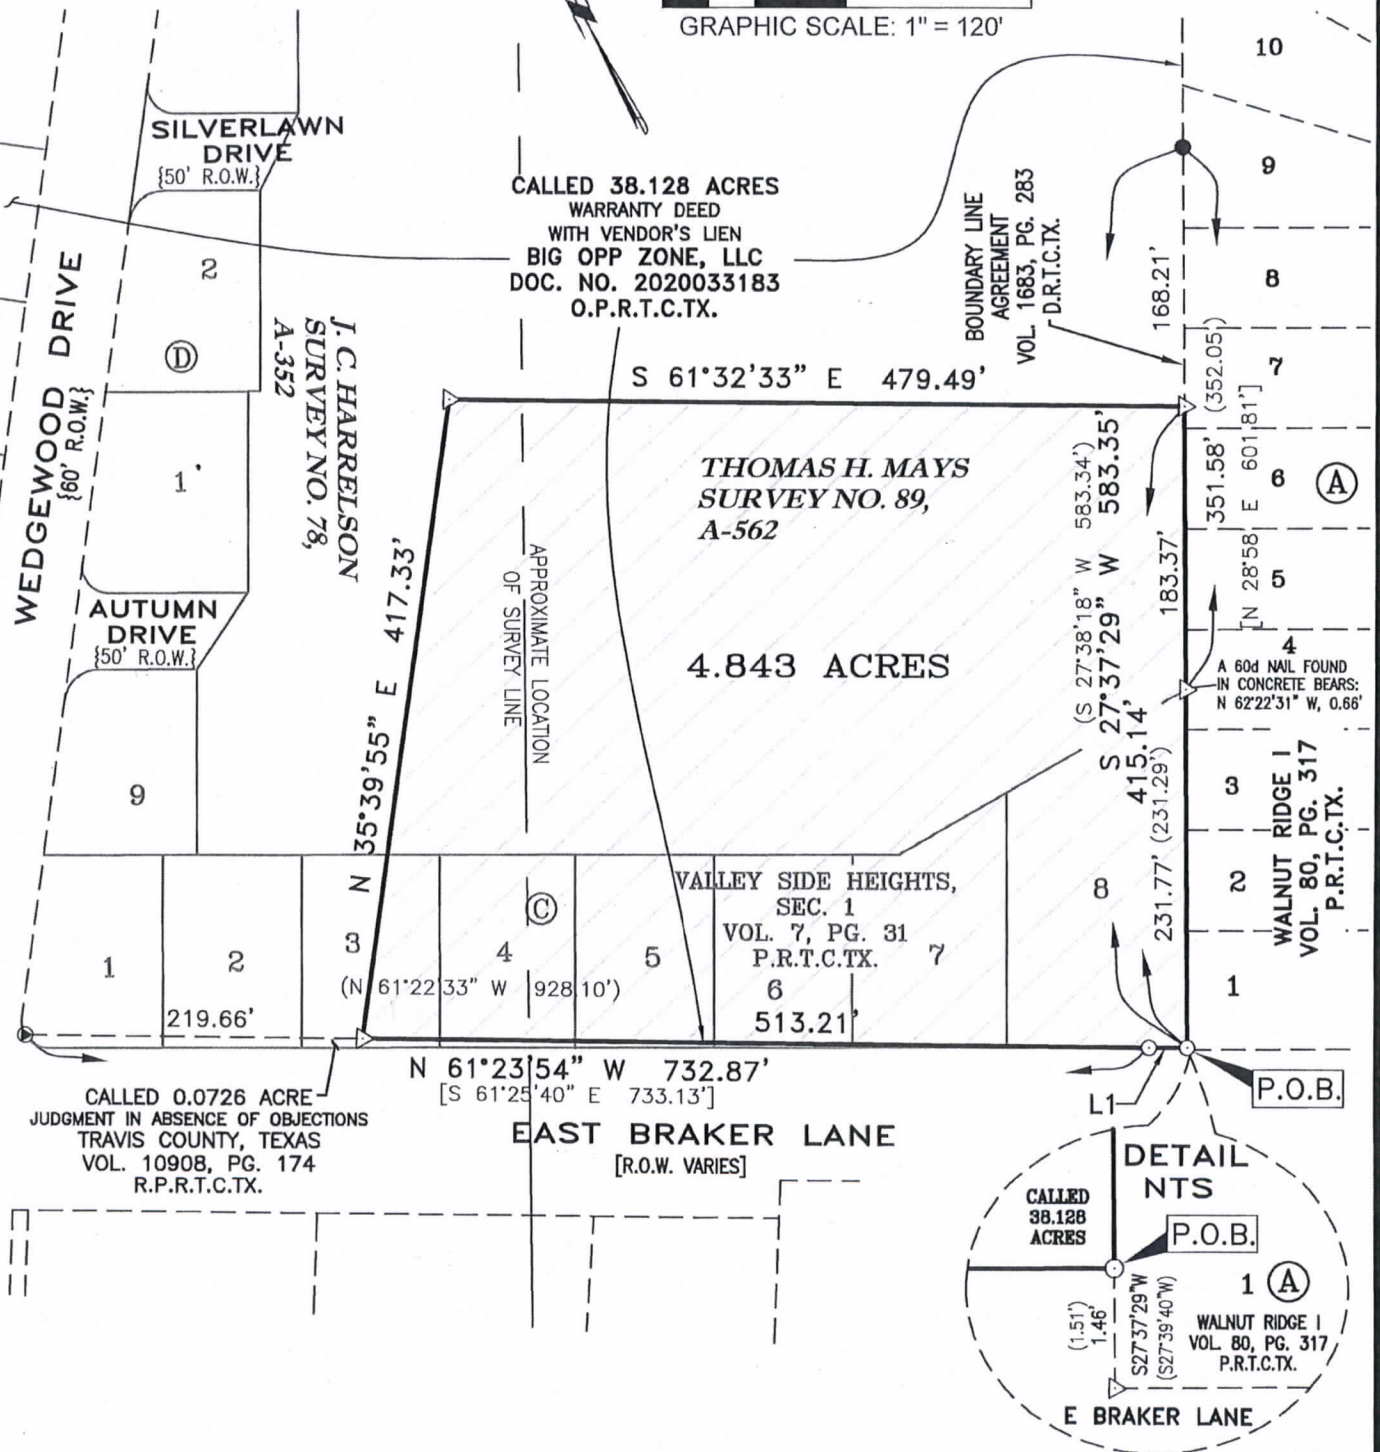 GRAPHIC SCALE: 1" = 120'
10
SILVERLAWN
DRIVE
{50' R.O.W.}
9
CALLED 38.128 ACRES
WARRANTY DEED
WITH VENDOR'S LIEN
BIG OPP ZONE, LLC
DOC. NO. 2020033183
O.P.R.T.C.TX.
BOUNDARY LINE
AGREEMENT
VOL. 1683, PG. 283
D.R.T.C.TX.
168.21'
8
2
D
WEDGEWOOD DRIVE
{60' R.O.W.}
J.C. HARRELSON
SURVEY NO. 78,
A-352
7
(352.05')
S 61°32'33" E 479.49'
351.58'
[N 28°58' E 601.81']
6
A
THOMAS H. MAYS
SURVEY NO. 89,
A-562
(S 27°38'18" W 583.34')
S 27°37'29" W 583.35'
183.37'
1
5
N 35°39'55" E 417.33'
APPROXIMATE LOCATION
OF SURVEY LINE
AUTUMN
DRIVE
{50' R.O.W.}
4.843 ACRES
4
A 60d NAIL FOUND
IN CONCRETE BEARS:
N 62°22'31" W, 0.66'
415.14'
(231.29')
231.77'
9
3
2
1
WALNUT RIDGE I
VOL. 80, PG. 317
P.R.T.C.TX.
8
VALLEY SIDE HEIGHTS,
SEC. 1
VOL. 7, PG. 31
P.R.T.C.TX.
C
1
2
3
4
5
6
7
(N 61°22'33" W 928.10')
219.66'
513.21'
N 61°23'54" W 732.87'
[S 61°25'40" E 733.13']
L1
P.O.B.
CALLED 0.0726 ACRE
JUDGMENT IN ABSENCE OF OBJECTIONS
TRAVIS COUNTY, TEXAS
VOL. 10908, PG. 174
R.P.R.T.C.TX.
EAST BRAKER LANE
[R.O.W. VARIES]
DETAIL
NTS
CALLED
38.128
ACRES
P.O.B.
1 A
(1.51')
1.46'
S27°37'29"W
(S27°39'40"W)
WALNUT RIDGE I
VOL. 80, PG. 317
P.R.T.C.TX.
E BRAKER LANE